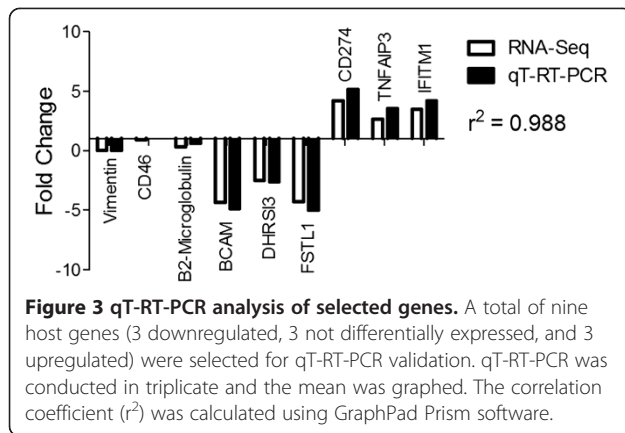 10
5
0
-5
-10
Fold Change
Vimentin
CD46
B2-Microglobulin
BCAM
DHRSI3
FSTL1
CD274
TNFAIP3
IFITM1
RNA-Seq
qT-RT-PCR
r² = 0.988
Figure 3 qT-RT-PCR analysis of selected genes. A total of nine
host genes (3 downregulated, 3 not differentially expressed, and 3
upregulated) were selected for qT-RT-PCR validation. qT-RT-PCR was
conducted in triplicate and the mean was graphed. The correlation
coefficient (r²) was calculated using GraphPad Prism software.